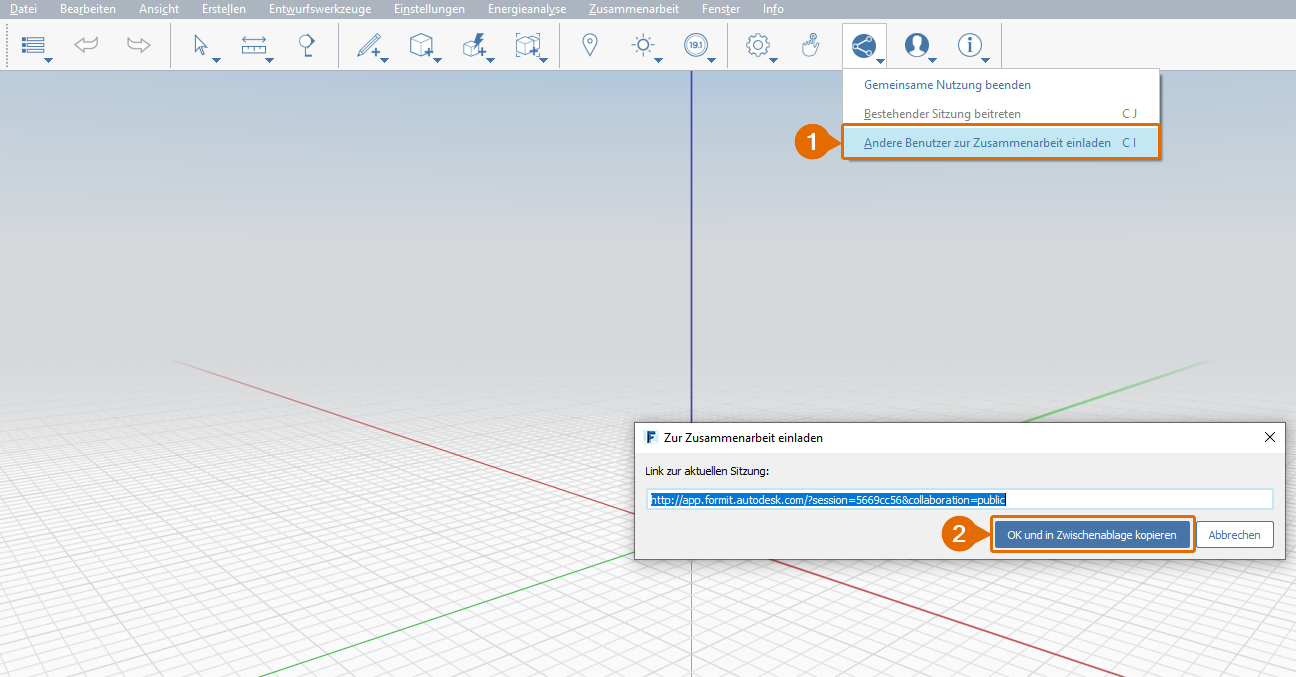 Datei Bearbeiten Ansicht Erstellen Entwurfswerkzeuge Einstellungen Energieanalyse Zusammenarbeit Fenster Info
19.1
Gemeinsame Nutzung beenden
Bestehender Sitzung beitreten C J
1 Andere Benutzer zur Zusammenarbeit einladen C I
F Zur Zusammenarbeit einladen
Link zur aktuellen Sitzung:
http://app.formit.autodesk.com/?session=5669cc56&collaboration=public
2 OK und in Zwischenablage kopieren Abbrechen